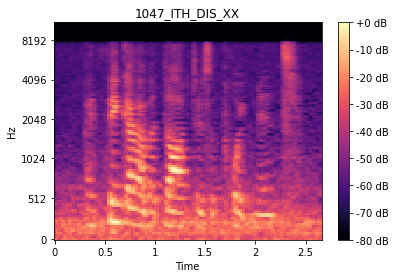 1047_ITH_DIS_XX
+0 dB
8192
-10 dB
4096
-20 dB
-30 dB
2048
Hz
-40 dB
1024
-50 dB
512
-60 dB
-70 dB
0
-80 dB
0 0.5 1 1.5 2 2.5
Time